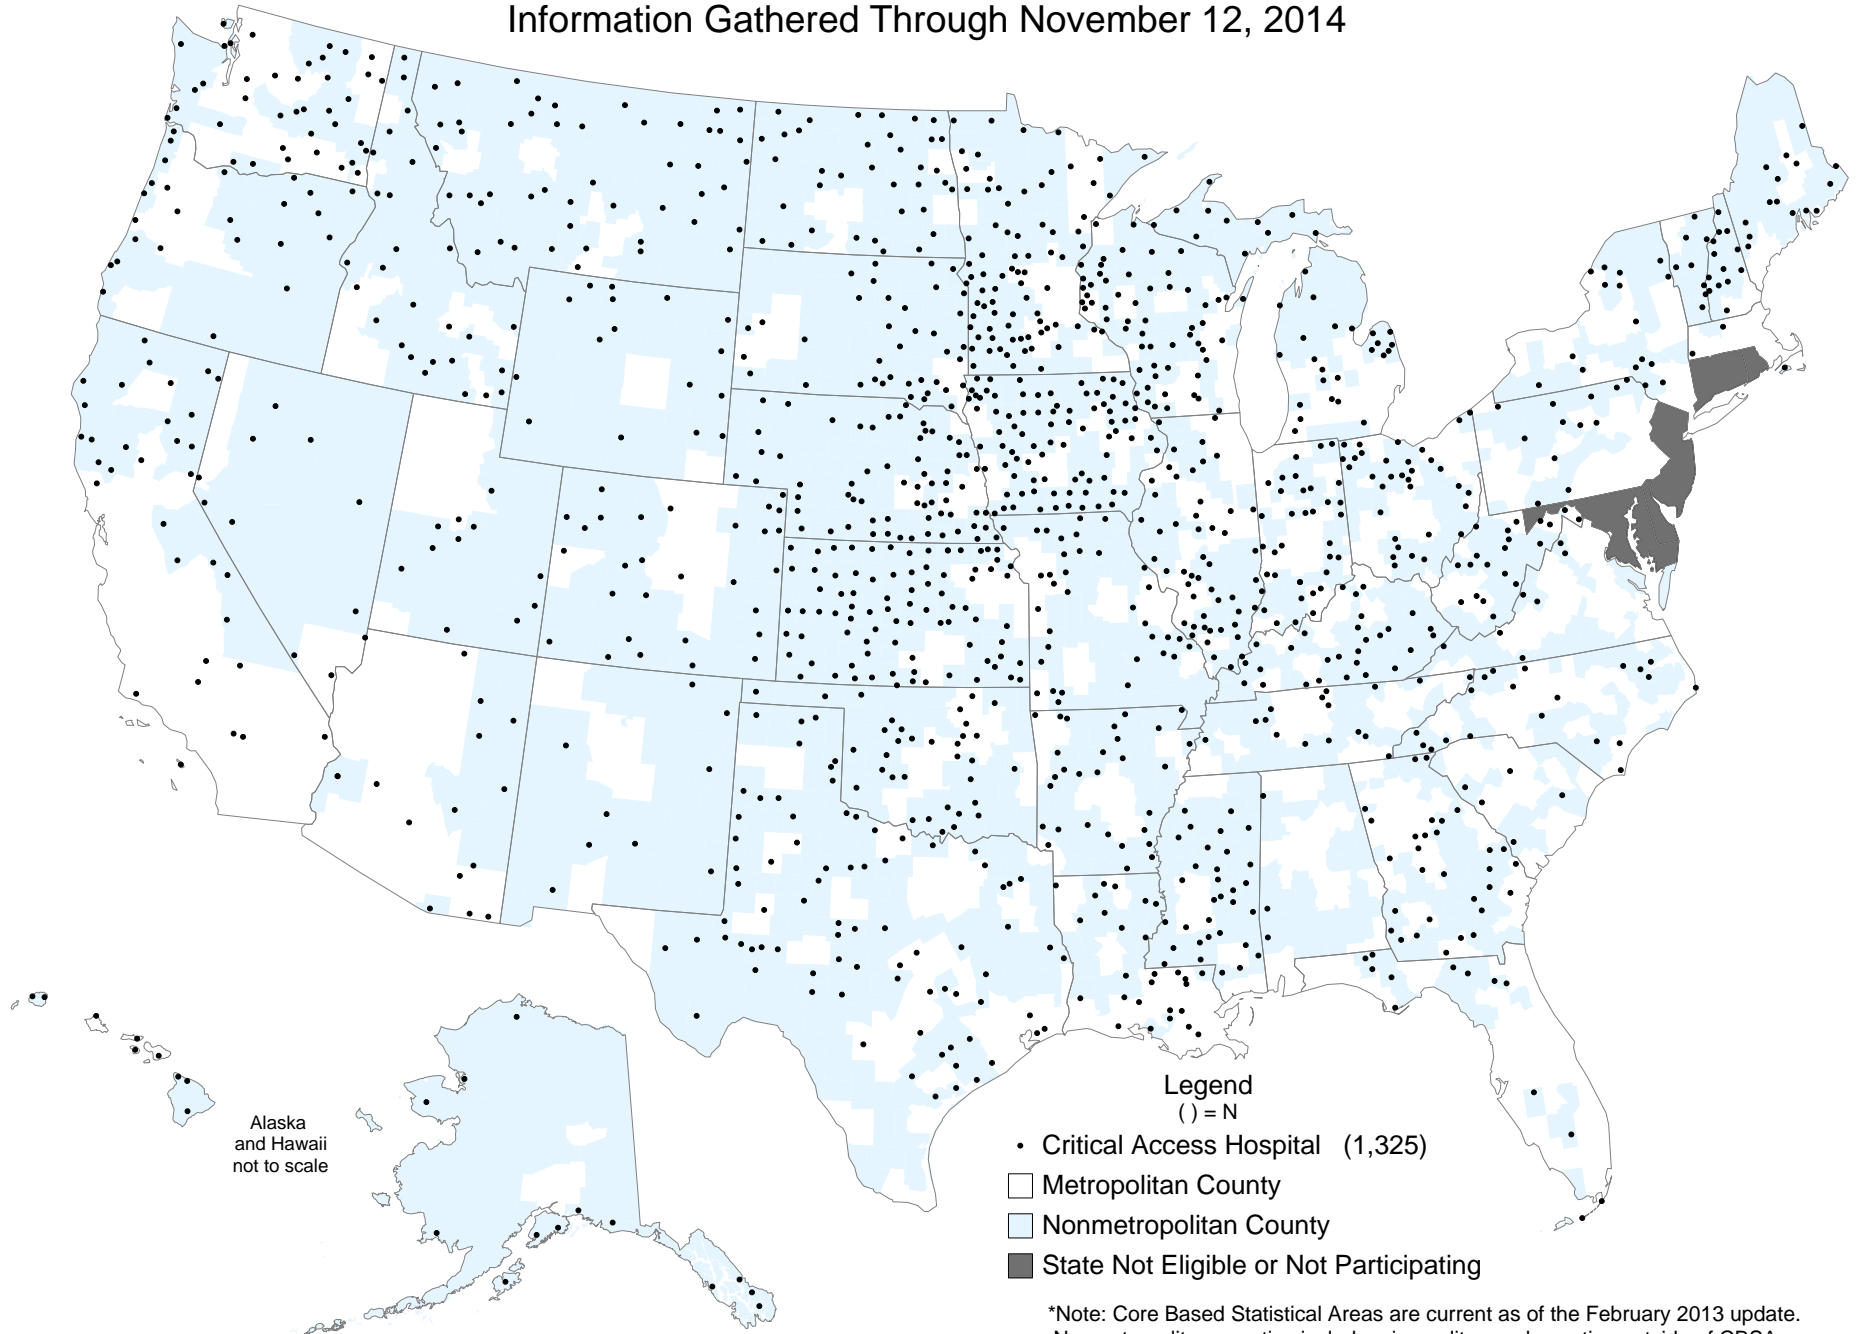 Information Gathered Through November 12, 2014
Alaska
and Hawaii
not to scale
Legend
( ) = N
Critical Access Hospital (1,325)
Metropolitan County
Nonmetropolitan County
State Not Eligible or Not Participating
*Note: Core Based Statistical Areas are current as of the February 2013 update.